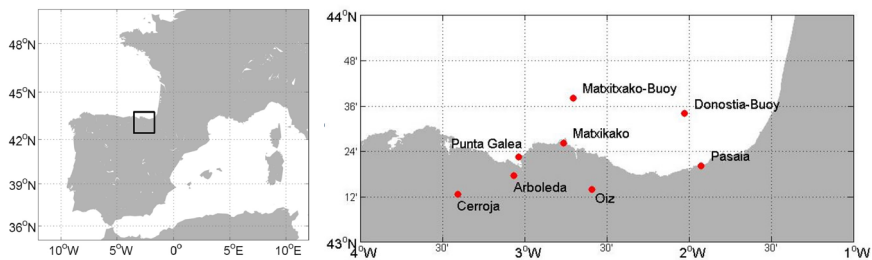 48°N
45°N
42°N
39°N
36°N
10°W 5°W 0° 5°E 10°E
44°N
48'
36'
24'
12'
43°N
4°W 30' 3°W 30' 2°W 30' 1°W
Matxitxako-Buoy
Donostia-Buoy
Matxikako
Punta Galea
Pasaia
Arboleda
Oiz
Cerroja